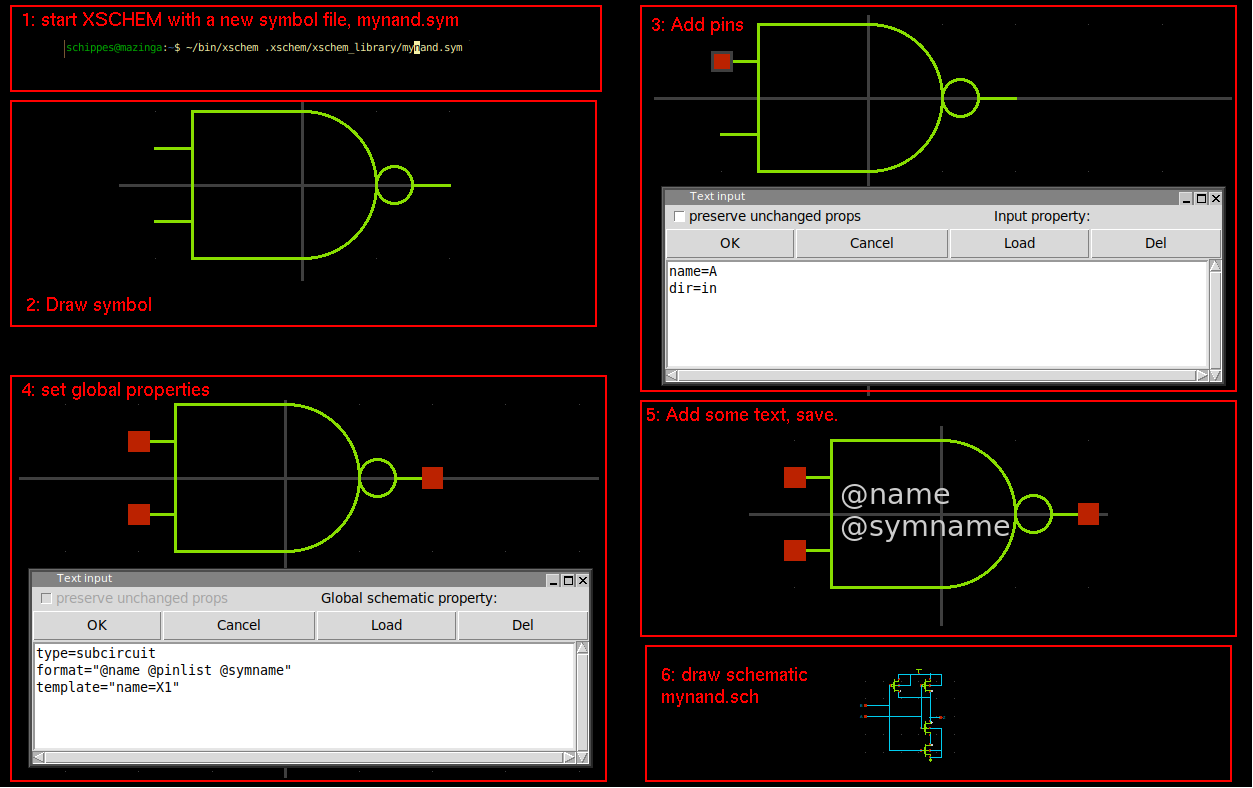 1: start XSCHEM with a new symbol file, mynand.sym
schippes@mazinga:~$ ~/bin/xschem .xschem/xschem_library/mynand.sym
2: Draw symbol
3: Add pins
Text input
preserve unchanged props Input property:
OK Cancel Load Del
name=A
dir=in
4: set global properties
Text input
preserve unchanged props Global schematic property:
OK Cancel Load Del
type=subcircuit
format="@name @pinlist @symname"
template="name=X1"
5: Add some text, save.
@name
@symname
6: draw schematic
mynand.sch